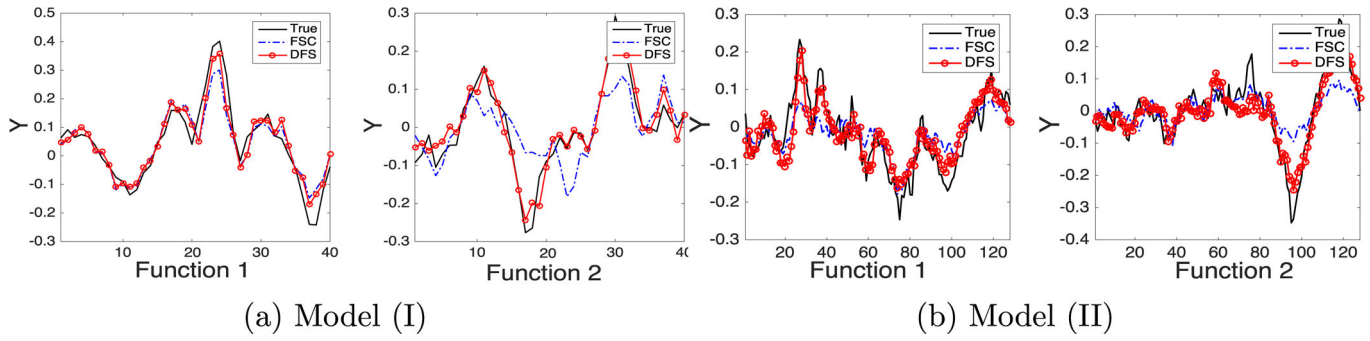 0.5
0.4
0.3
0.2
0.1
0
-0.1
-0.2
-0.3
Y
True
FSC
DFS
10 20 30 40
Function 1
0.3
0.2
0.1
0
-0.1
-0.2
-0.3
Y
True
FSC
DFS
10 20 30 40
Function 2
(a) Model (I)
0.3
0.2
0.1
0
-0.1
-0.2
-0.3
Y
True
FSC
DFS
20 40 60 80 100 120
Function 1
0.3
0.2
0.1
0
-0.1
-0.2
-0.3
-0.4
Y
True
FSC
DFS
20 40 60 80 100 120
Function 2
(b) Model (II)